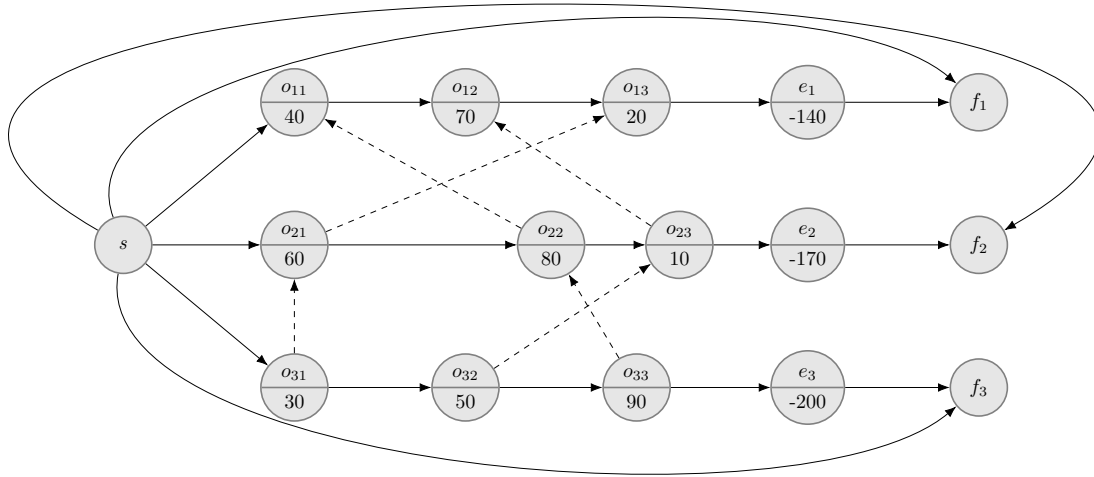 o₁₁ o₁₂ o₁₃ e₁
40 70 20 -140 f₁
s o₂₁ o₂₂ o₂₃ e₂ f₂
60 80 10 -170
o₃₁ o₃₂ o₃₃ e₃ f₃
30 50 90 -200